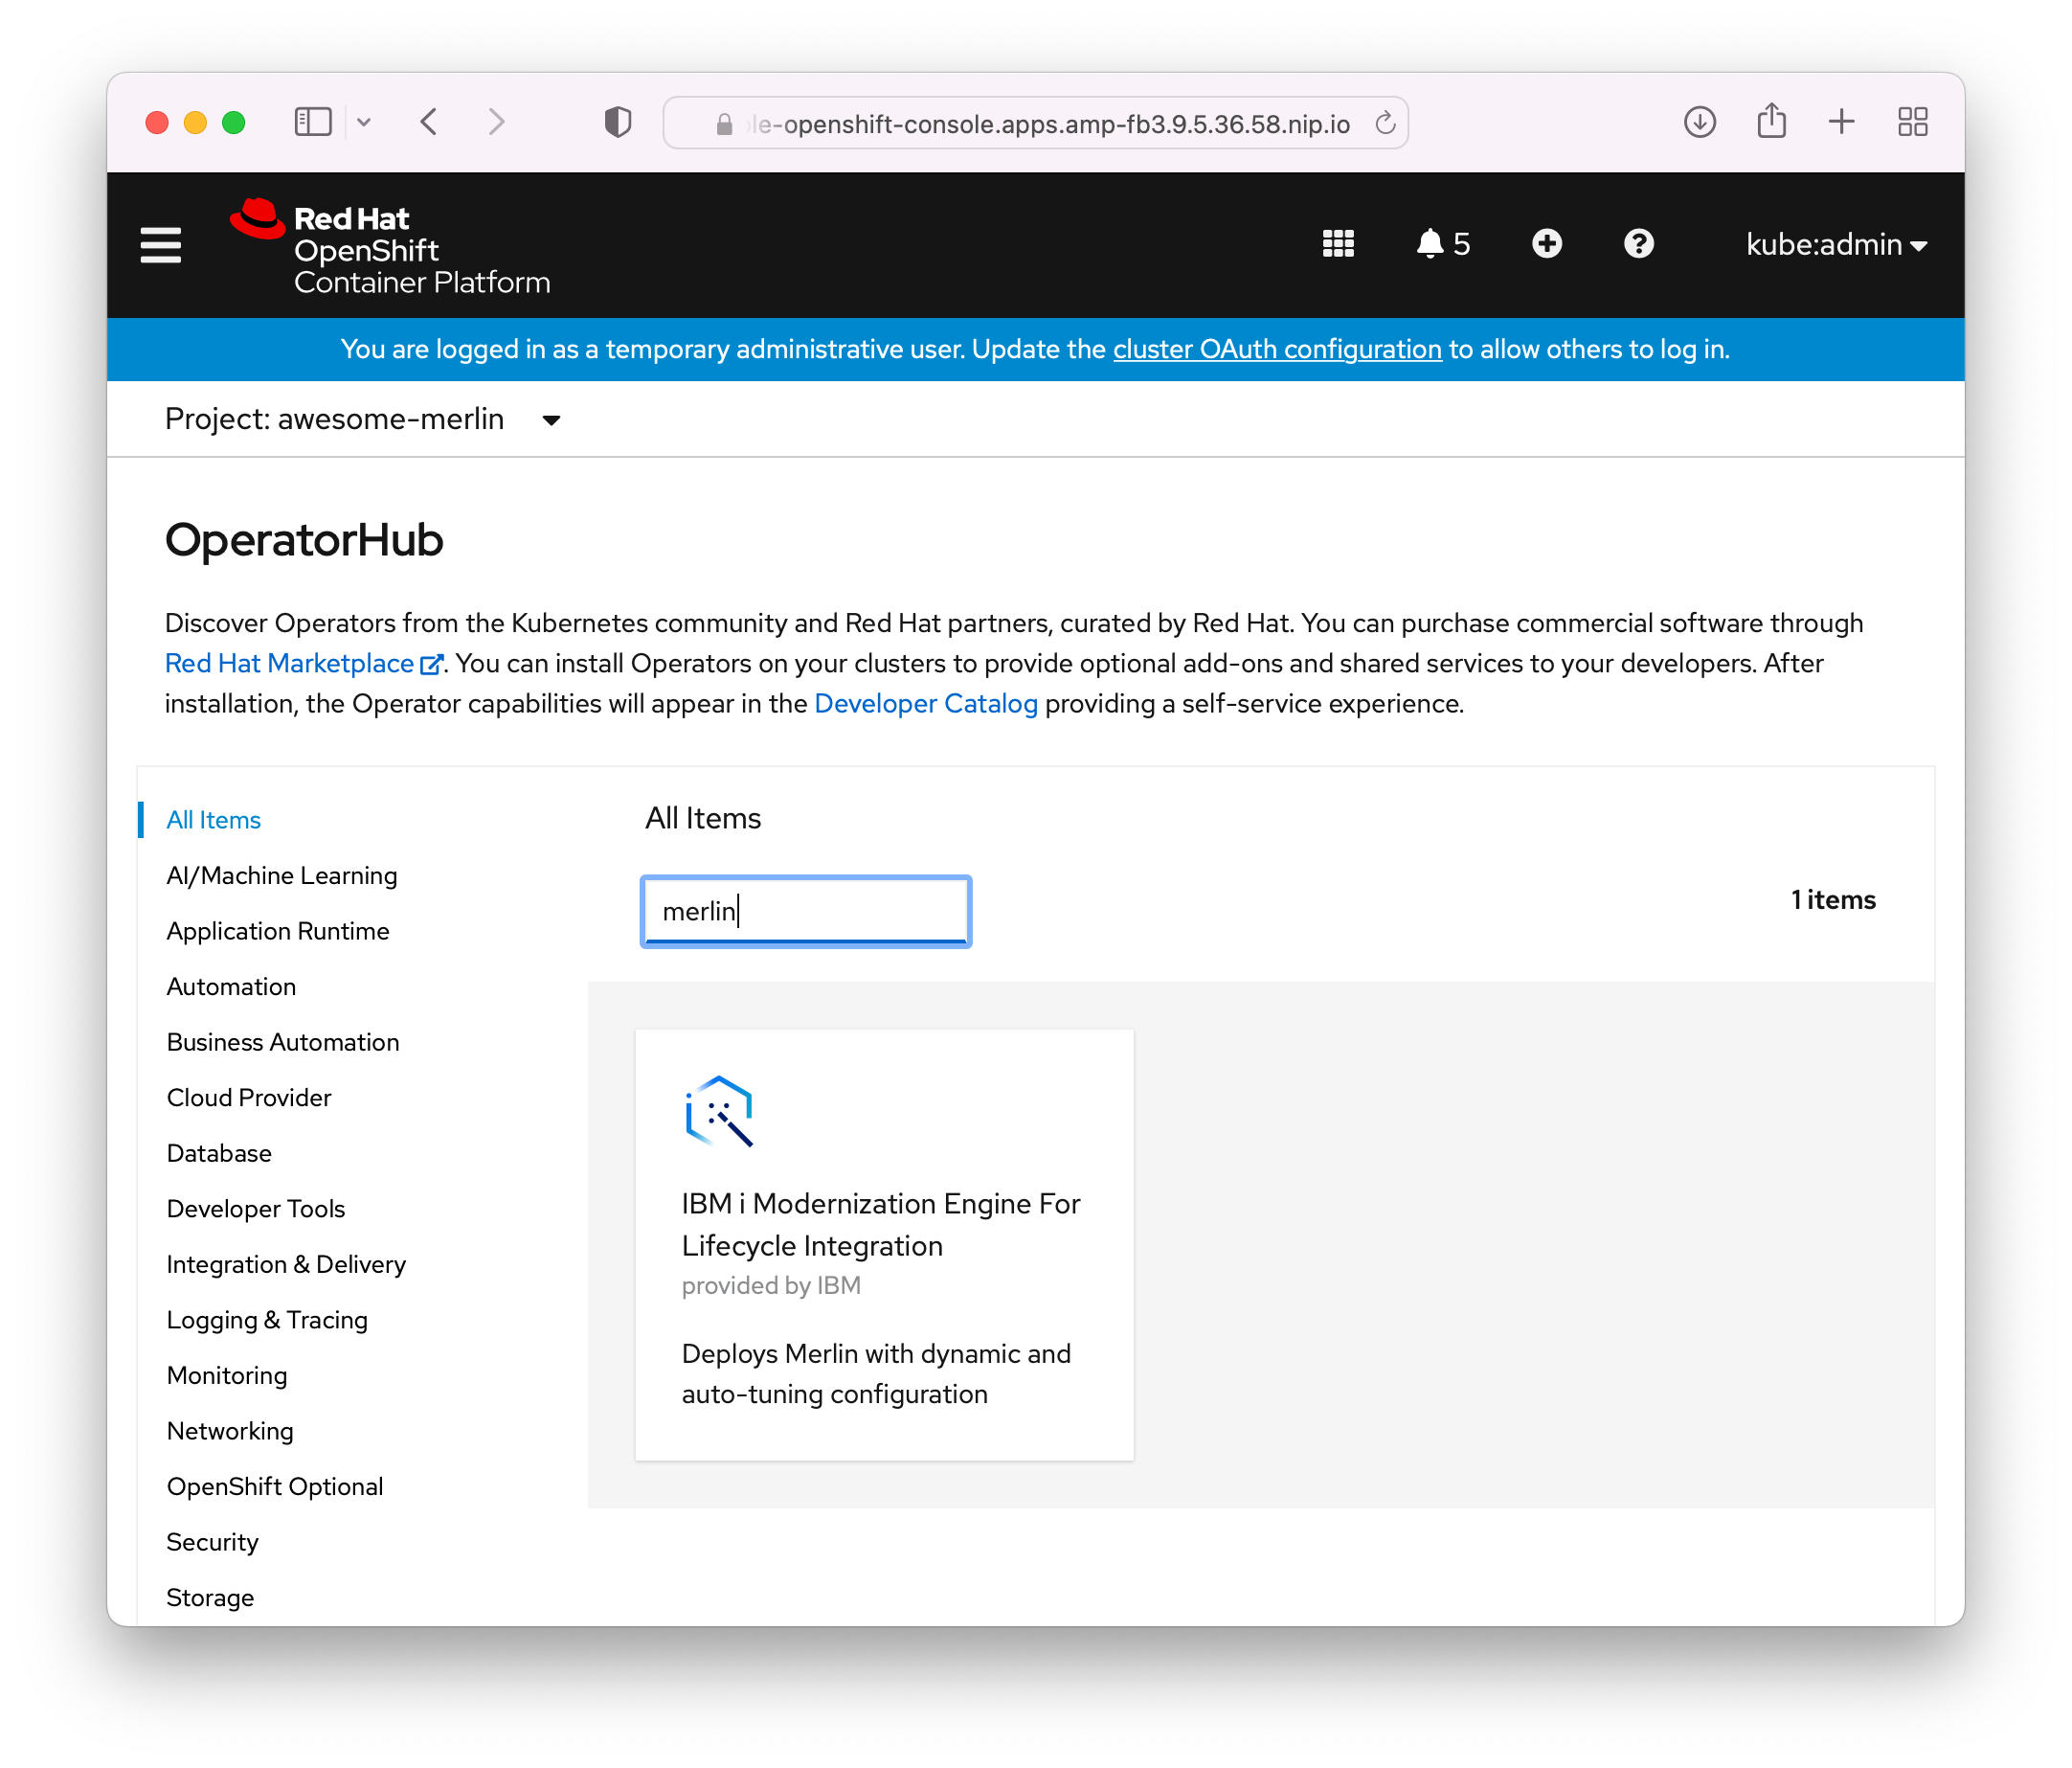 le-openshift-console.apps.amp-fb3.9.5.36.58.nip.io
Red Hat
OpenShift
Container Platform
5
kube:admin
You are logged in as a temporary administrative user. Update the cluster OAuth configuration to allow others to log in.
Project: awesome-merlin
OperatorHub
Discover Operators from the Kubernetes community and Red Hat partners, curated by Red Hat. You can purchase commercial software through
Red Hat Marketplace. You can install Operators on your clusters to provide optional add-ons and shared services to your developers. After
installation, the Operator capabilities will appear in the Developer Catalog providing a self-service experience.
All Items
AI/Machine Learning
Application Runtime
Automation
Business Automation
Cloud Provider
Database
Developer Tools
Integration & Delivery
Logging & Tracing
Monitoring
Networking
OpenShift Optional
Security
Storage
All Items
merlin
1 items
IBM i Modernization Engine For
Lifecycle Integration
provided by IBM
Deploys Merlin with dynamic and
auto-tuning configuration